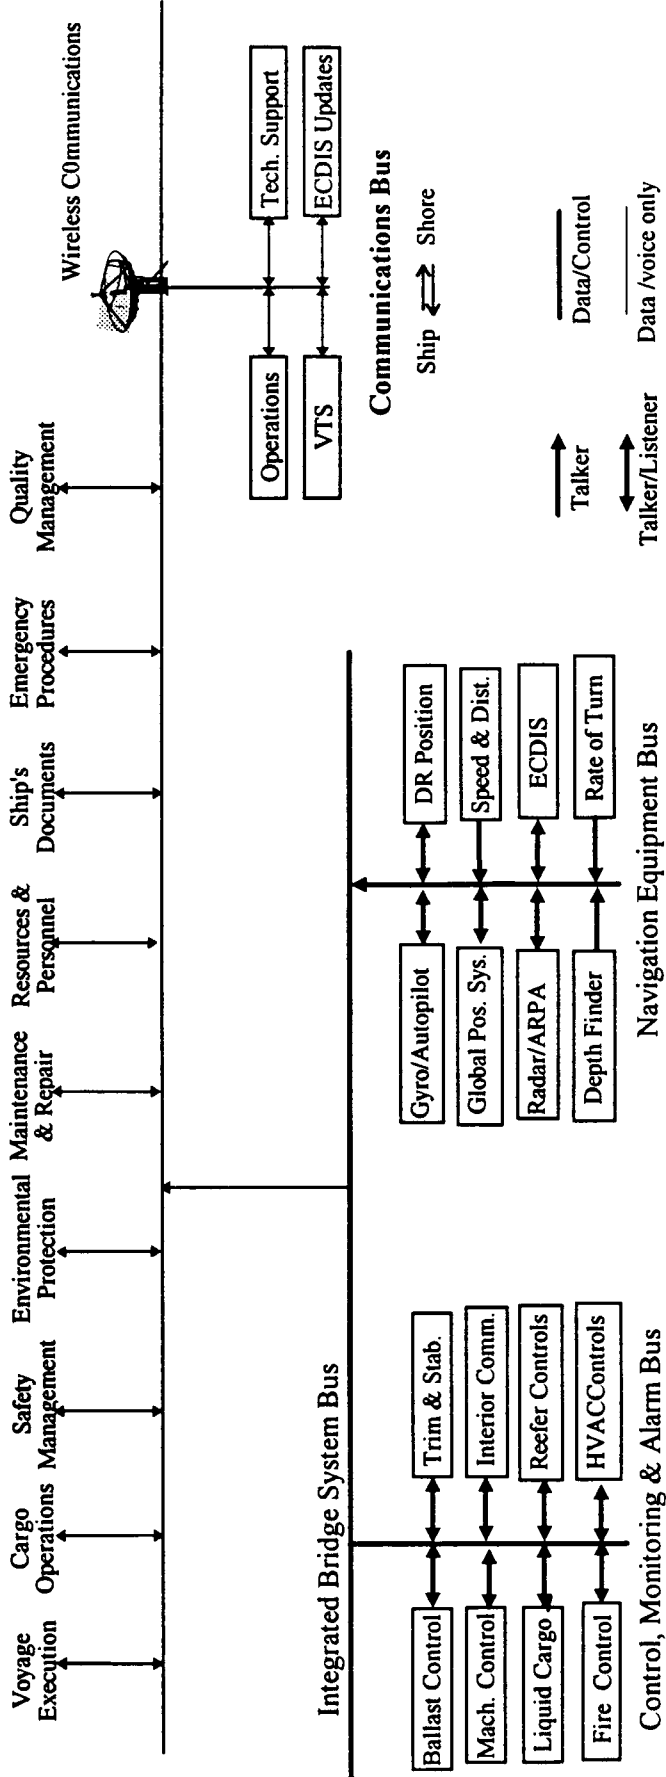 Voyage
Execution
Cargo
Operations
Safety
Management
Environmental
Protection
Maintenance
& Repair
Resources &
Personnel
Ship's
Documents
Emergency
Procedures
Quality
Management
Wireless C0mmunications
Integrated Bridge System Bus
Ballast Control
Trim & Stab.
Mach. Control
Interior Comm.
Liquid Cargo
Reefer Controls
Fire Control
HVACControls
Control, Monitoring & Alarm Bus
Gyro/Autopilot
DR Position
Global Pos. Sys.
Speed & Dist.
Radar/ARPA
ECDIS
Depth Finder
Rate of Turn
Navigation Equipment Bus
Operations
Tech. Support
VTS
ECDIS Updates
Communications Bus
Ship
Shore
Talker
Data/Control
Talker/Listener
Data /voice only